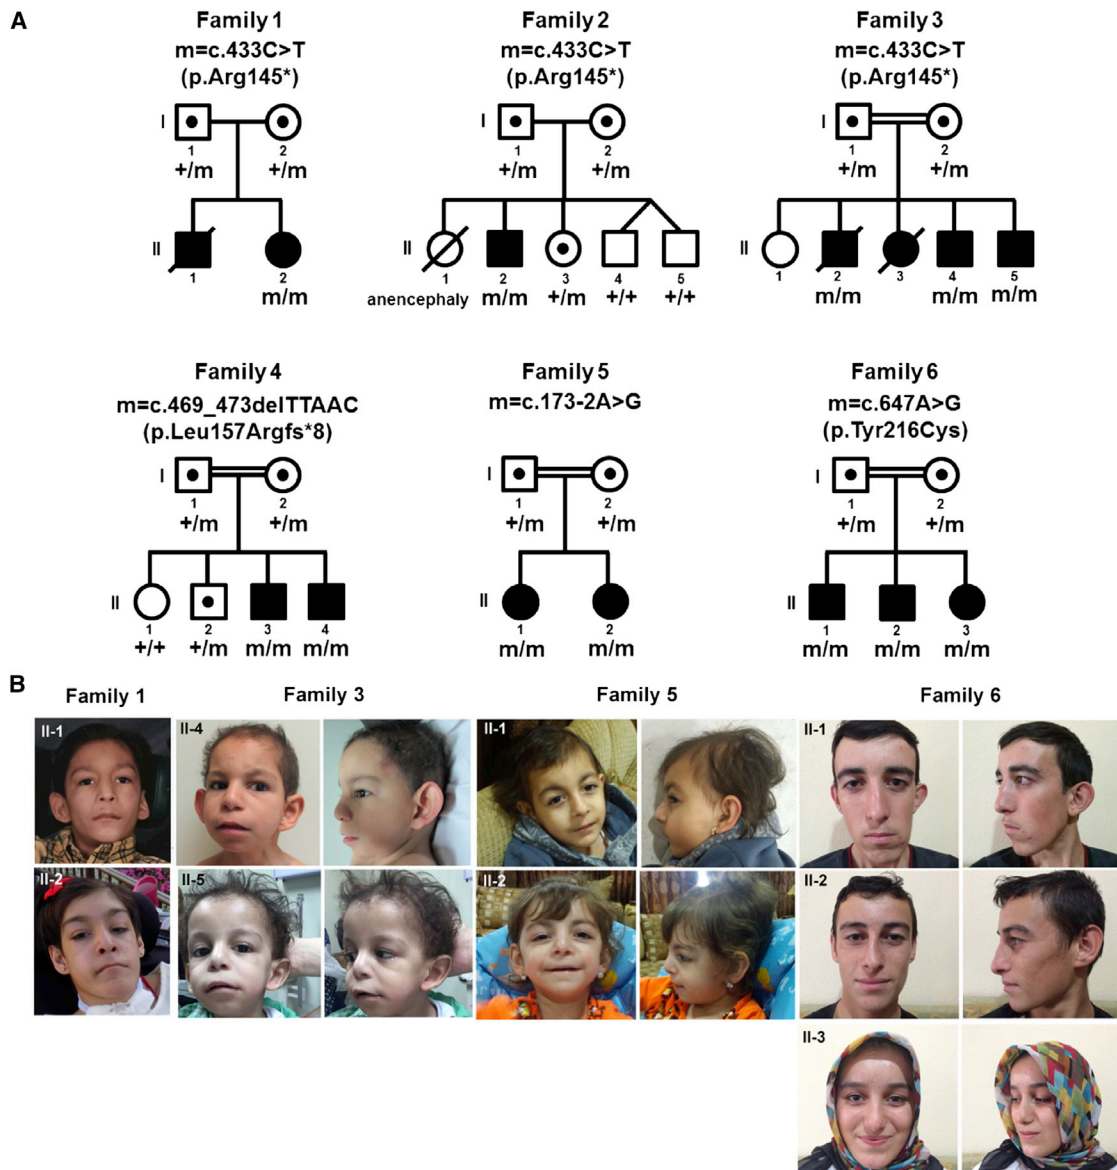 A
Family 1
m=c.433C>T
(p.Arg145*)
I
1
2
+/m
+/m
II
1
2
m/m
Family 2
m=c.433C>T
(p.Arg145*)
I
1
2
+/m
+/m
II
1
2
3
4
5
anencephaly
m/m
+/m
+/+
+/+
Family 3
m=c.433C>T
(p.Arg145*)
I
1
2
+/m
+/m
II
1
2
3
4
5
m/m
m/m
m/m
Family 4
m=c.469_473delTTAAC
(p.Leu157Argfs*8)
I
1
2
+/m
+/m
II
1
2
3
4
+/+
+/m
m/m
m/m
Family 5
m=c.173-2A>G
I
1
2
+/m
+/m
II
1
2
m/m
m/m
Family 6
m=c.647A>G
(p.Tyr216Cys)
I
1
2
+/m
+/m
II
1
2
3
m/m
m/m
m/m
B
Family 1
Family 3
Family 5
Family 6
II-1
II-4
II-1
II-1
II-2
II-5
II-2
II-2
II-3